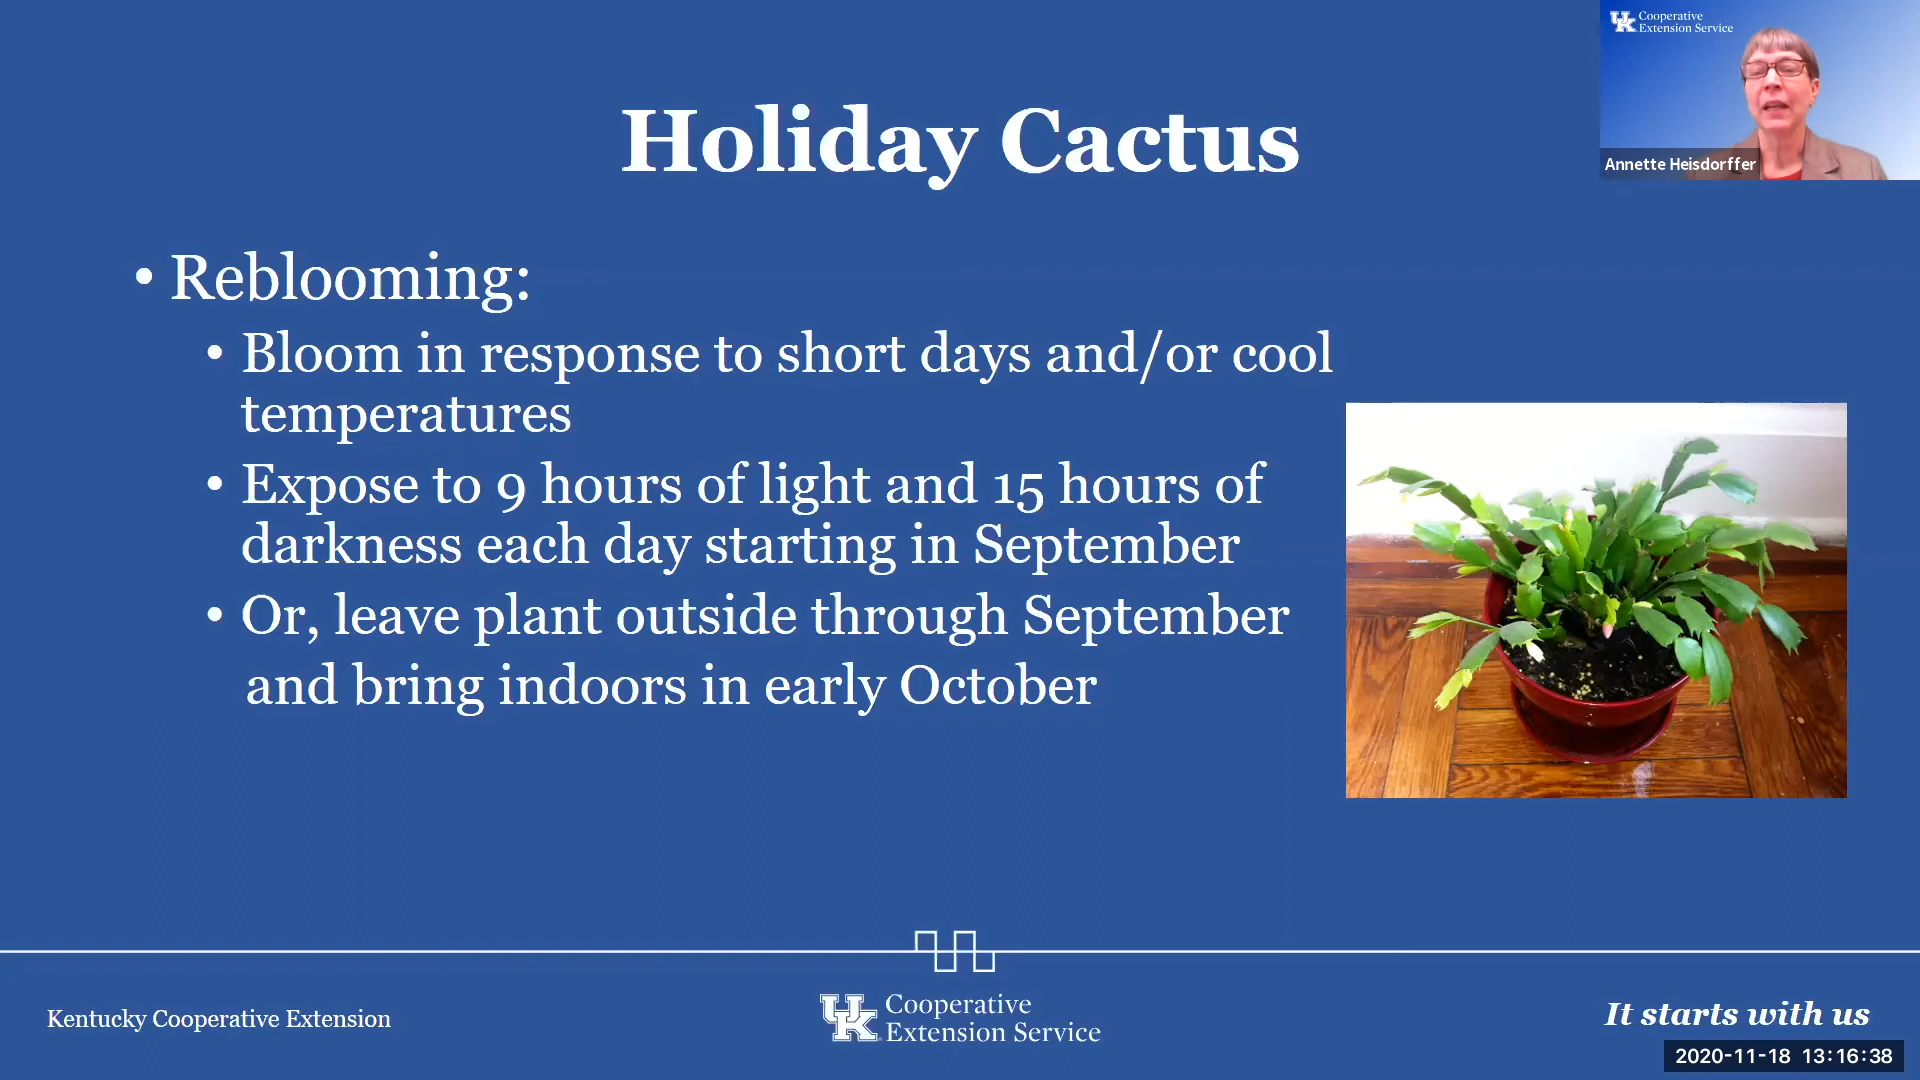 UK Cooperative
Extension Service
Holiday Cactus
Annette Heisdorffer
• Reblooming:
• Bloom in response to short days and/or cool
temperatures
• Expose to 9 hours of light and 15 hours of
darkness each day starting in September
• Or, leave plant outside through September
and bring indoors in early October
Kentucky Cooperative Extension
UK Cooperative
Extension Service
It starts with us
2020-11-18 13:16:38